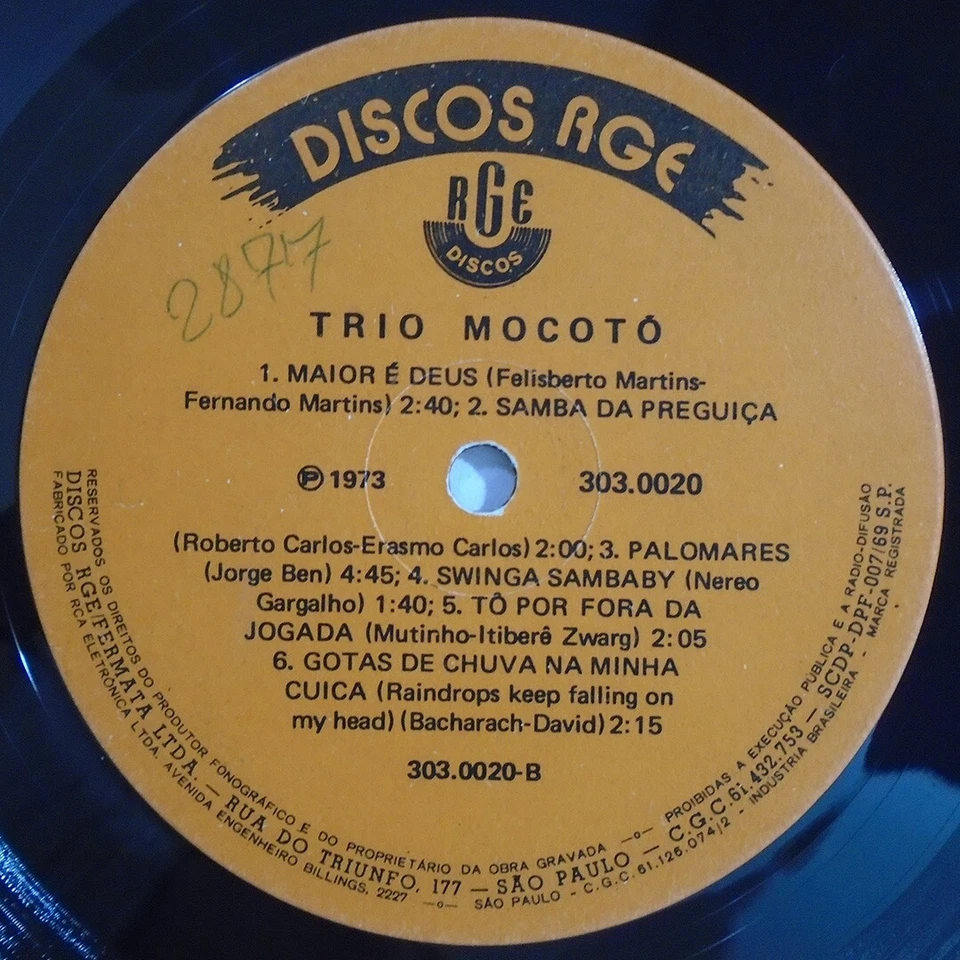 DISCOS RGE
RGE
DISCOS
28717
TRIO MOCOTÓ
1. MAIOR É DEUS (Felisberto Martins-
Fernando Martins) 2:40; 2. SAMBA DA PREGUIÇA
Ⓟ 1973 303.0020
(Roberto Carlos-Erasmo Carlos) 2:00; 3. PALOMARES
(Jorge Ben) 4:45; 4. SWINGA SAMBABY (Nereo
Gargalho) 1:40; 5. TÔ POR FORA DA
JOGADA (Mutinho-Itiberê Zwarg) 2:05
6. GOTAS DE CHUVA NA MINHA
CUICA (Raindrops keep falling on
my head) (Bacharach-David) 2:15
303.0020-B
RESERVADOS OS DIREITOS DO PRODUTOR FONOGRÁFICO E DO PROPRIETÁRIO DA OBRA GRAVADA —o— PROIBIDAS A EXECUÇÃO PÚBLICA E A RADIO-DIFUSÃO
DISCOS RGE/FERMATA LTDA. — RUA DO TRIUNFO, 177 — SÃO PAULO — C.G.C. 61.432.753 — SCDP-DPF-007/69 S.P.
FABRICADO POR RCA ELETRÔNICA LTDA. AVENIDA ENGENHEIRO BILLINGS, 2227 —o— SÃO PAULO - C.G.C. 61.126.074/2 - INDUSTRIA BRASILEIRA - MARCA REGISTRADA